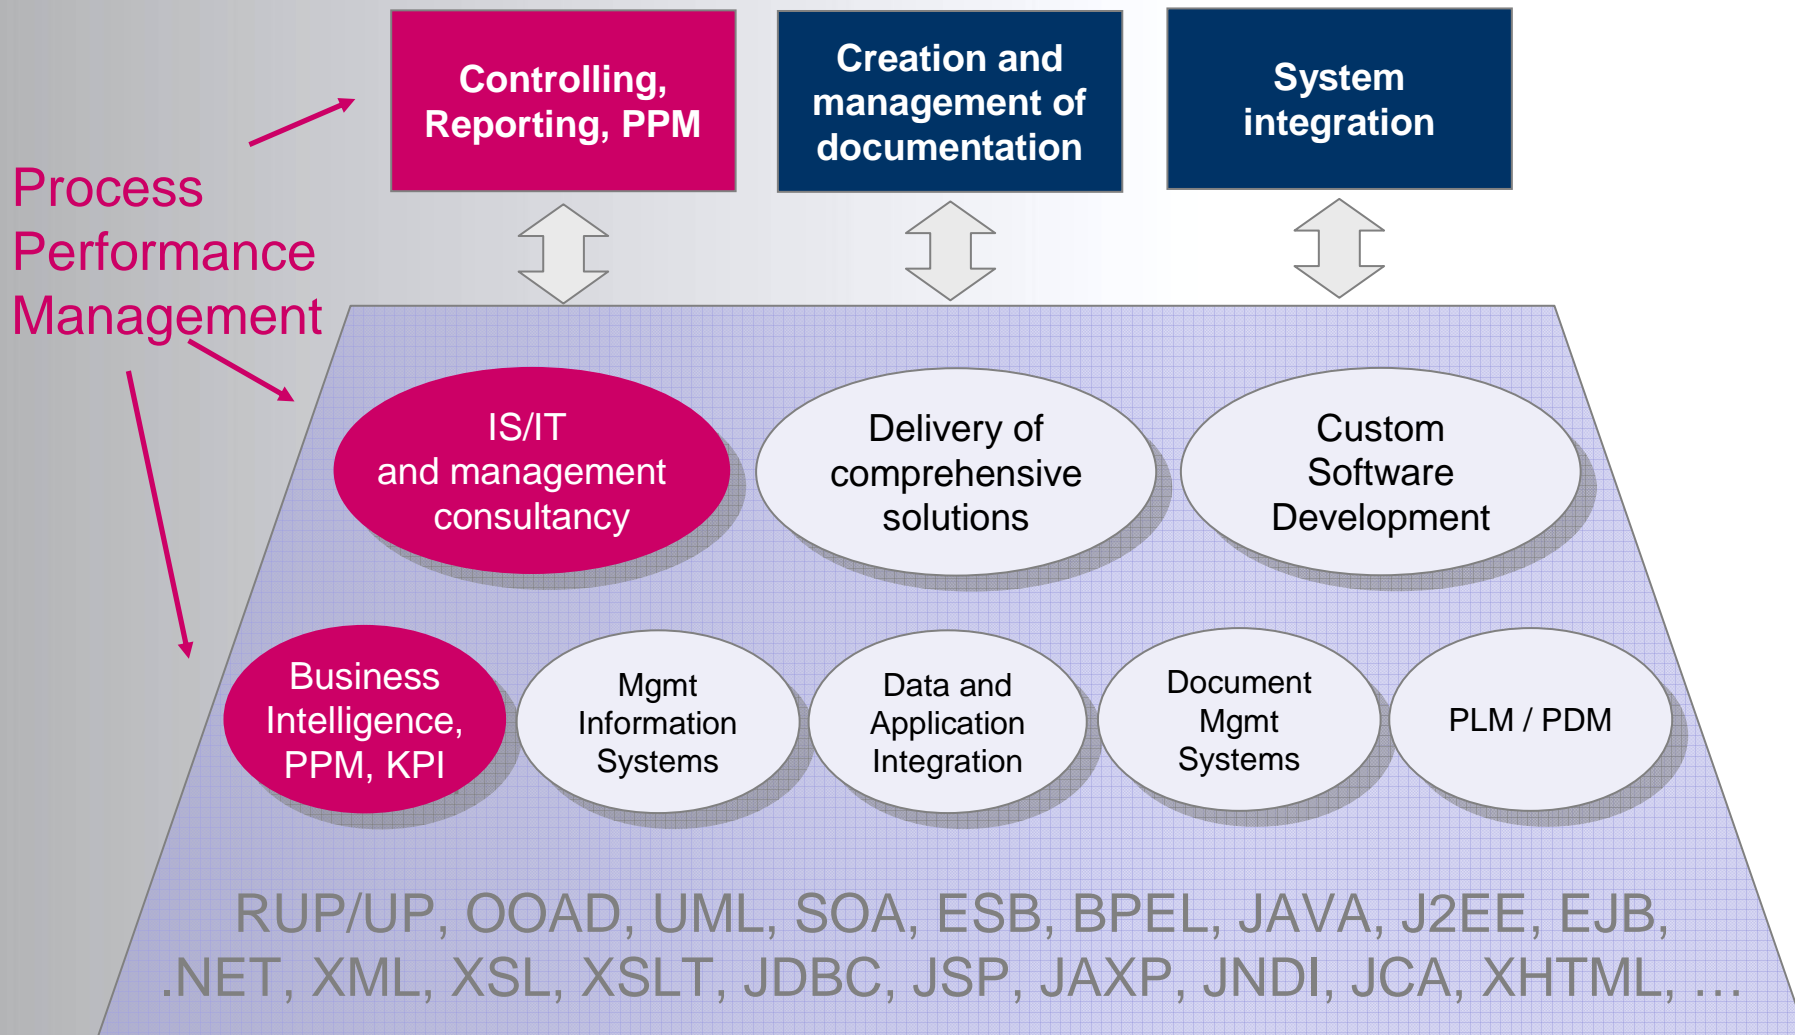 Controlling,
Reporting, PPM
Creation and
management of
documentation
System
integration
Process
Performance
Management
IS/IT
and management
consultancy
Delivery of
comprehensive
solutions
Custom
Software
Development
Business
Intelligence,
PPM, KPI
Mgmt
Information
Systems
Data and
Application
Integration
Document
Mgmt
Systems
PLM / PDM
RUP/UP, OOAD, UML, SOA, ESB, BPEL, JAVA, J2EE, EJB,
.NET, XML, XSL, XSLT, JDBC, JSP, JAXP, JNDI, JCA, XHTML, …